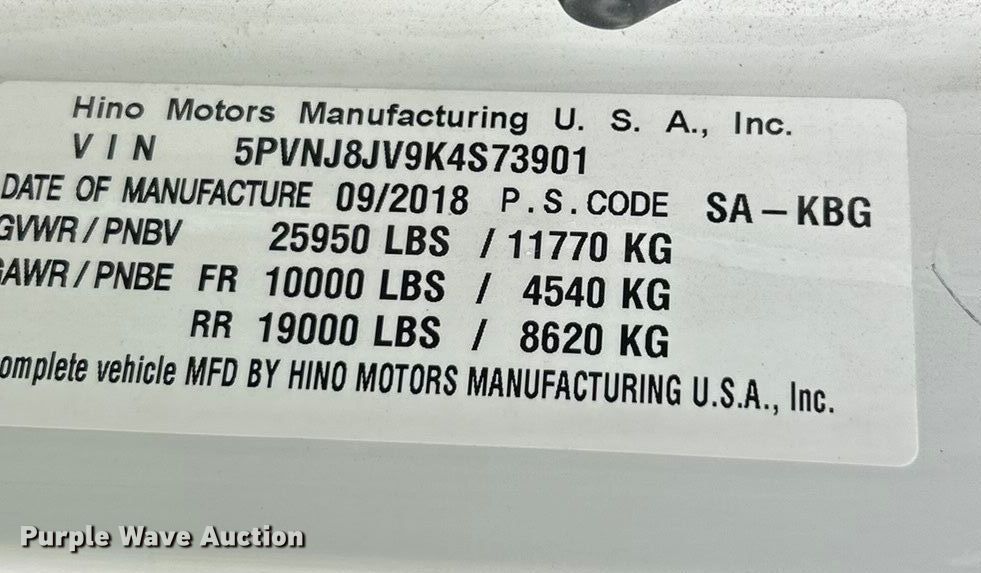 Hino Motors Manufacturing U. S. A., Inc.
VIN 5PVNJ8JV9K4S73901
DATE OF MANUFACTURE 09/2018 P.S.CODE SA-KBG
GVWR/PNBV 25950 LBS / 11770 KG
GAWR/PNBE FR 10000 LBS / 4540 KG
RR 19000 LBS / 8620 KG
omplete vehicle MFD BY HINO MOTORS MANUFACTURING U.S.A., Inc.
Purple Wave Auction